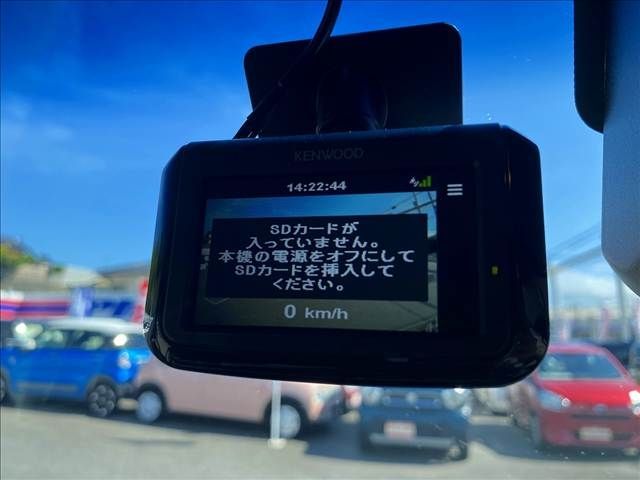 KENWOOD
14:22:44
SDカードが
入っていません。
本機の電源をオフにして
SDカードを挿入して
ください。
0 km/h